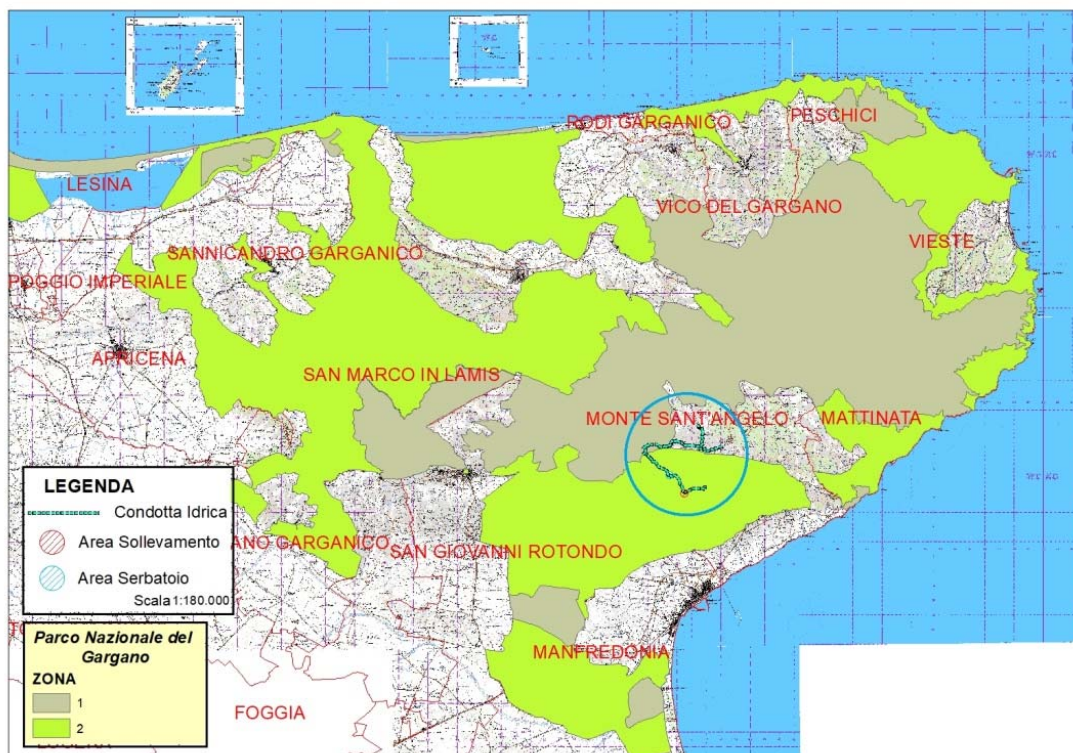 RODI GARGANICO
PESCHICI
LESINA
VICO DEL GARGANO
SANNICANDRO GARGANICO
VIESTE
POGGIO IMPERIALE
APRICENA
SAN MARCO IN LAMIS
MONTE SANT'ANGELO
MATTINATA
LEGENDA
Condotta Idrica
Area Sollevamento
Area Serbatoio
Scala 1:180.000
ANO GARGANICO
SAN GIOVANNI ROTONDO
MANFREDONIA
FOGGIA
Parco Nazionale del
Gargano
ZONA
1
2